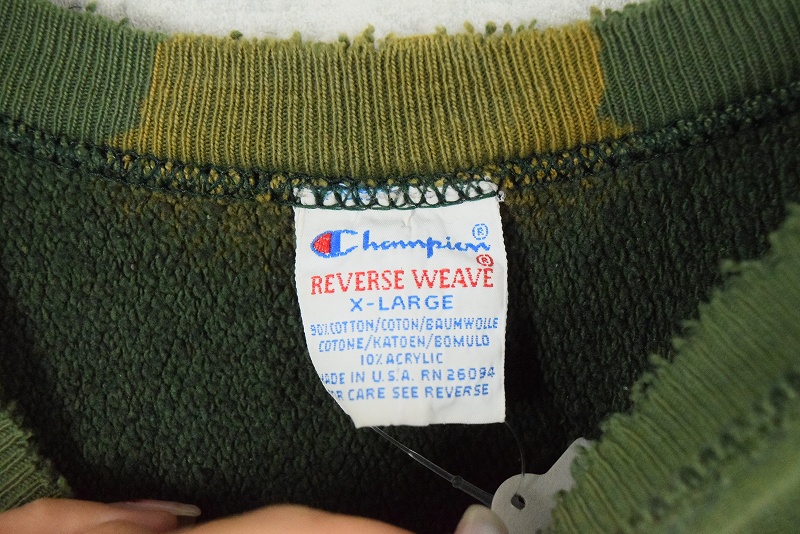 Champion®
REVERSE WEAVE®
X-LARGE
90%COTTON/COTON/BAUMWOLLE
COTONE/KATOEN/BOMULD
10% ACRYLIC
ADE IN U.S.A. RN 26094
R CARE SEE REVERSE